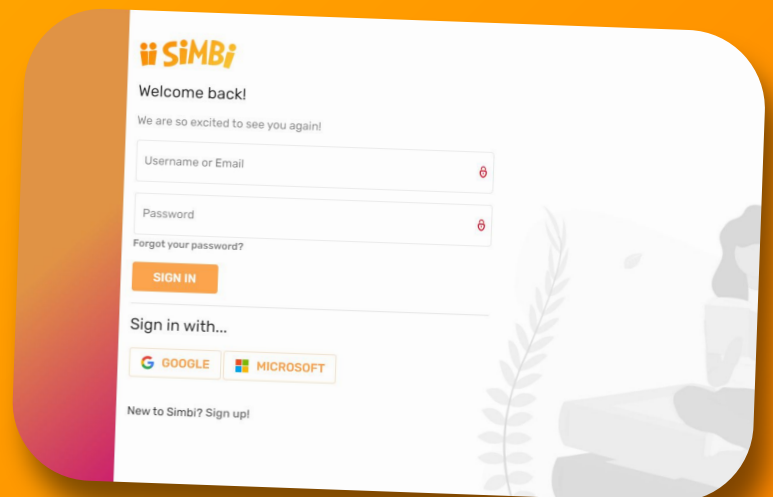 SiMBi
Welcome back!
We are so excited to see you again!
Username or Email
Password
Forgot your password?
SIGN IN
Sign in with...
GOOGLE
MICROSOFT
New to Simbi? Sign up!